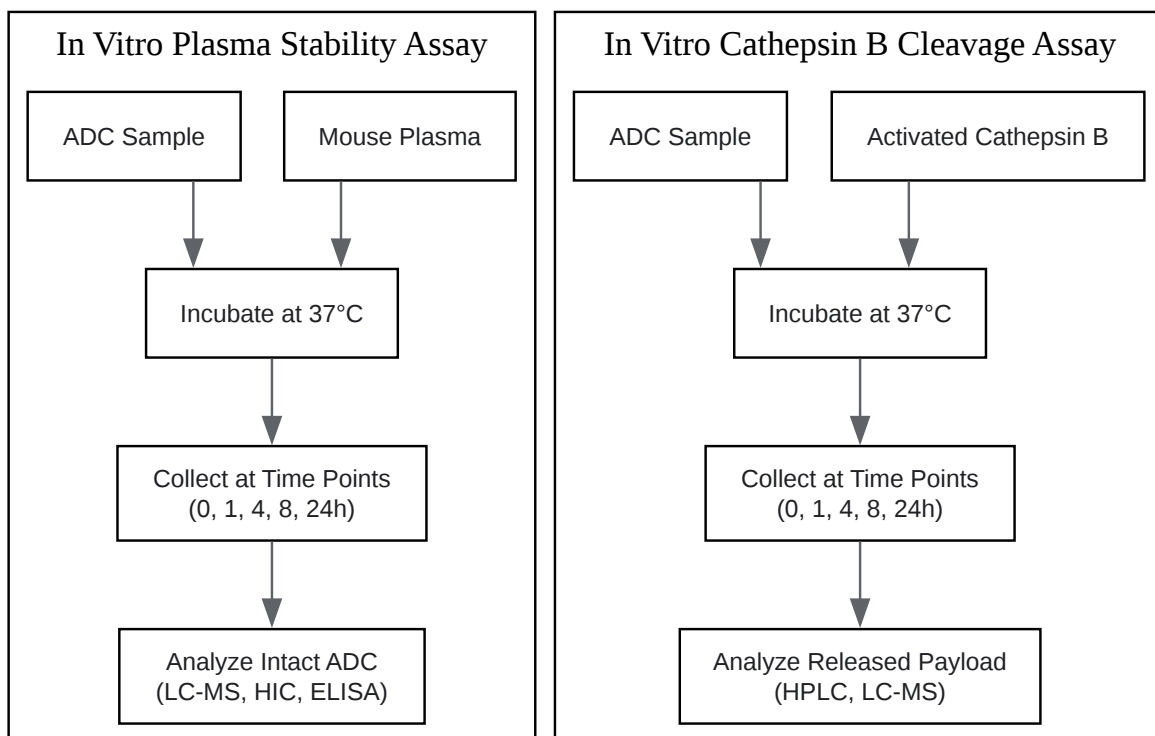 In Vitro Plasma Stability Assay
ADC Sample
Mouse Plasma
Incubate at 37°C
Collect at Time Points
(0, 1, 4, 8, 24h)
Analyze Intact ADC
(LC-MS, HIC, ELISA)
In Vitro Cathepsin B Cleavage Assay
ADC Sample
Activated Cathepsin B
Incubate at 37°C
Collect at Time Points
(0, 1, 4, 8, 24h)
Analyze Released Payload
(HPLC, LC-MS)